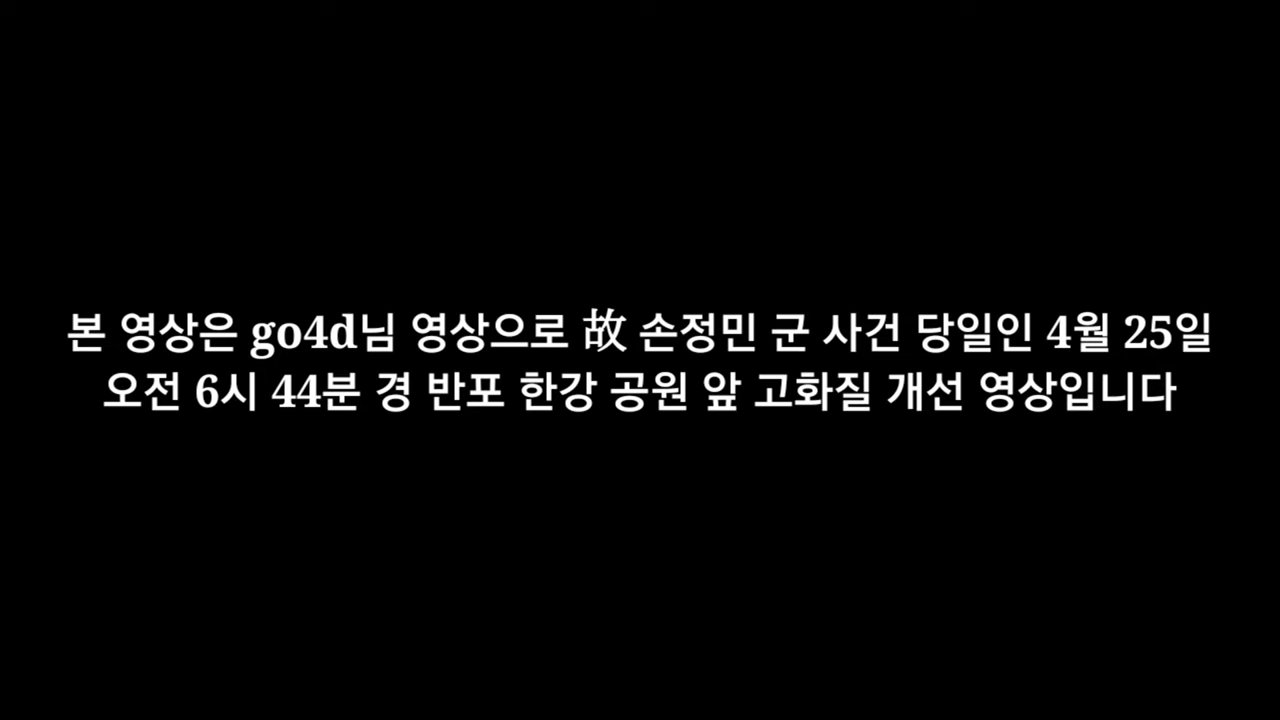 본 영상은 go4d님 영상으로 故 손정민 군 사건 당일인 4월 25일
오전 6시 44분 경 반포 한강 공원 앞 고화질 개선 영상입니다